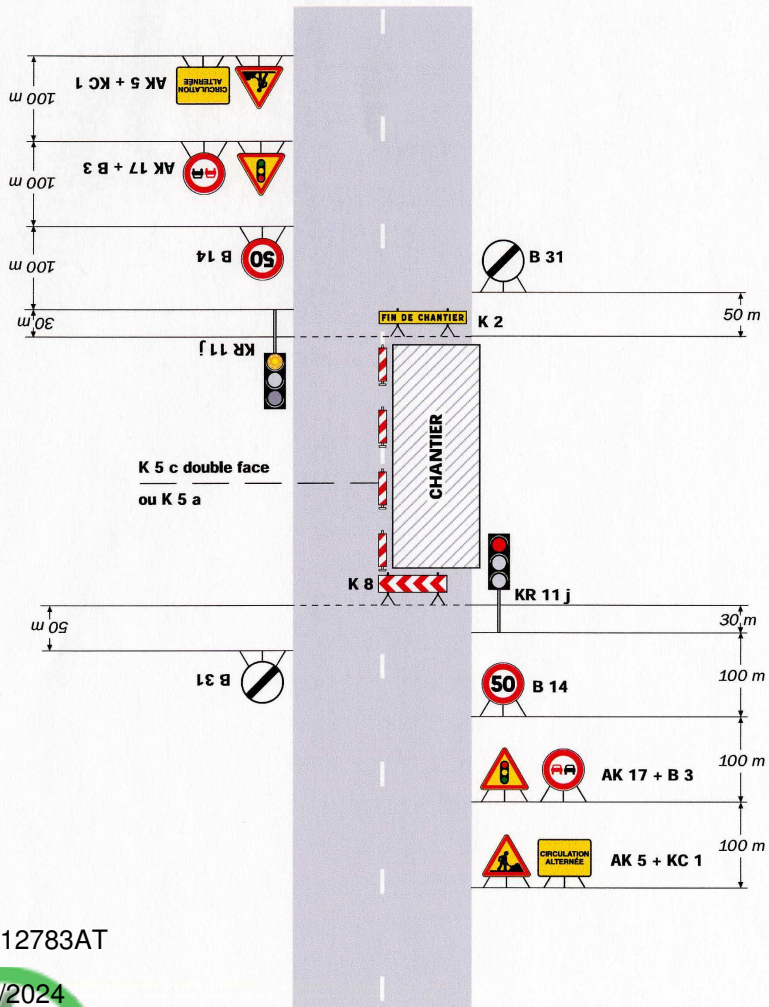 100 m
AK 5 + KC 1
CIRCULATION
ALTERNÉE
100 m
AK 17 + B 3
100 m
B 14
50
30 m
KR 11 j
B 31
50 m
FIN DE CHANTIER
K 2
CHANTIER
K 5 c double face
ou K 5 a
K 8
KR 11 j
50 m
B 31
30 m
50
B 14
100 m
AK 17 + B 3
100 m
CIRCULATION
ALTERNÉE
AK 5 + KC 1
100 m
12783AT
/2024